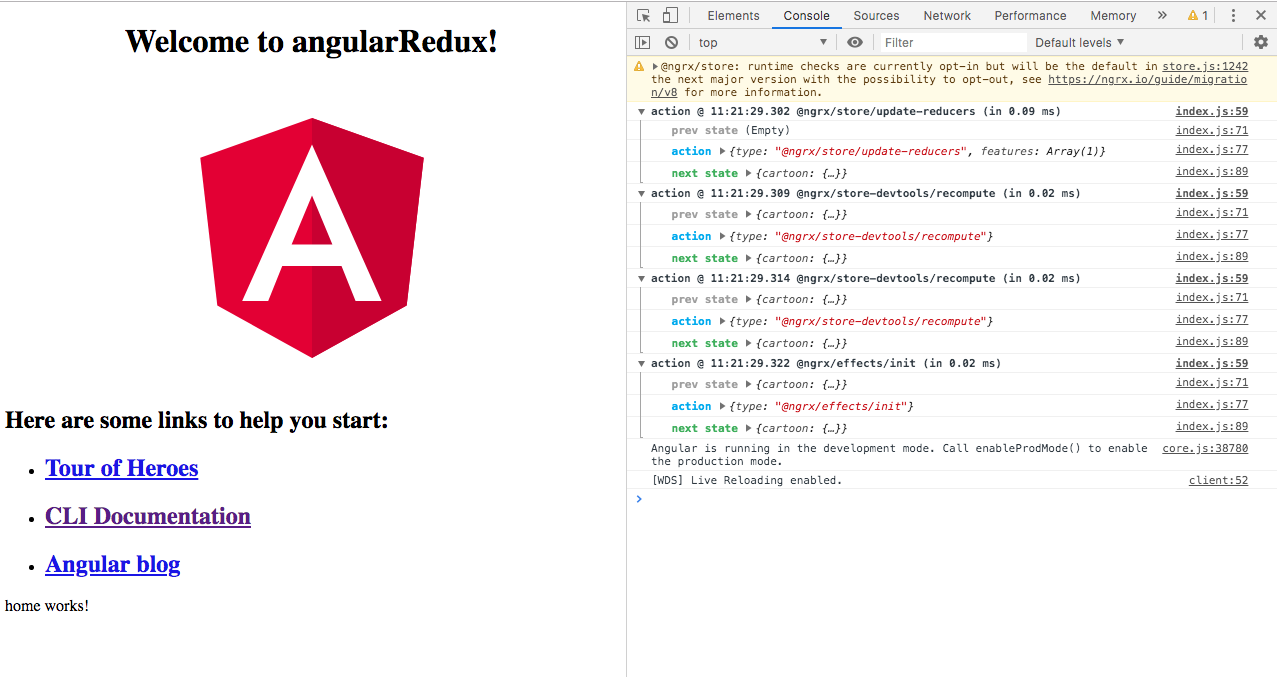 Welcome to angularRedux!
Here are some links to help you start:
Tour of Heroes
CLI Documentation
Angular blog
home works!
Elements Console Sources Network Performance Memory » 1
top Filter Default levels
@ngrx/store: runtime checks are currently opt-in but will be the default in store.js:1242
the next major version with the possibility to opt-out, see https://ngrx.io/guide/migratio
n/v8 for more information.
action @ 11:21:29.302 @ngrx/store/update-reducers (in 0.09 ms) index.js:59
prev state (Empty) index.js:71
action {type: "@ngrx/store/update-reducers", features: Array(1)} index.js:77
next state {cartoon: {…}} index.js:89
action @ 11:21:29.309 @ngrx/store-devtools/recompute (in 0.02 ms) index.js:59
prev state {cartoon: {…}} index.js:71
action {type: "@ngrx/store-devtools/recompute"} index.js:77
next state {cartoon: {…}} index.js:89
action @ 11:21:29.314 @ngrx/store-devtools/recompute (in 0.02 ms) index.js:59
prev state {cartoon: {…}} index.js:71
action {type: "@ngrx/store-devtools/recompute"} index.js:77
next state {cartoon: {…}} index.js:89
action @ 11:21:29.322 @ngrx/effects/init (in 0.02 ms) index.js:59
prev state {cartoon: {…}} index.js:71
action {type: "@ngrx/effects/init"} index.js:77
next state {cartoon: {…}} index.js:89
Angular is running in the development mode. Call enableProdMode() to enable core.js:38780
the production mode.
[WDS] Live Reloading enabled. client:52